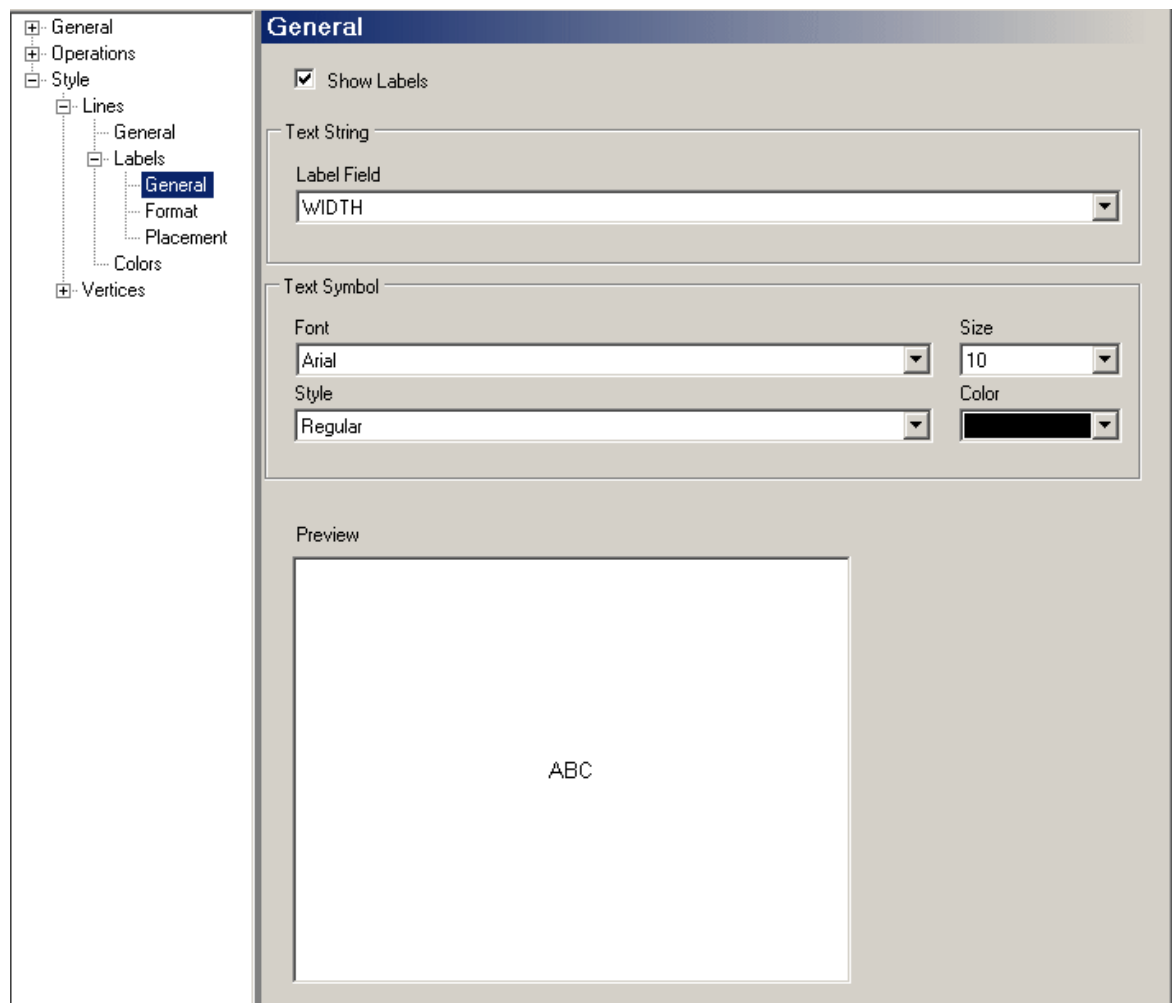 General
Operations
Style
Lines
General
Labels
General
Format
Placement
Colors
Vertices
General
Show Labels
Text String
Label Field
WIDTH
Text Symbol
Font
Size
Arial
10
Style
Color
Regular
Preview
ABC